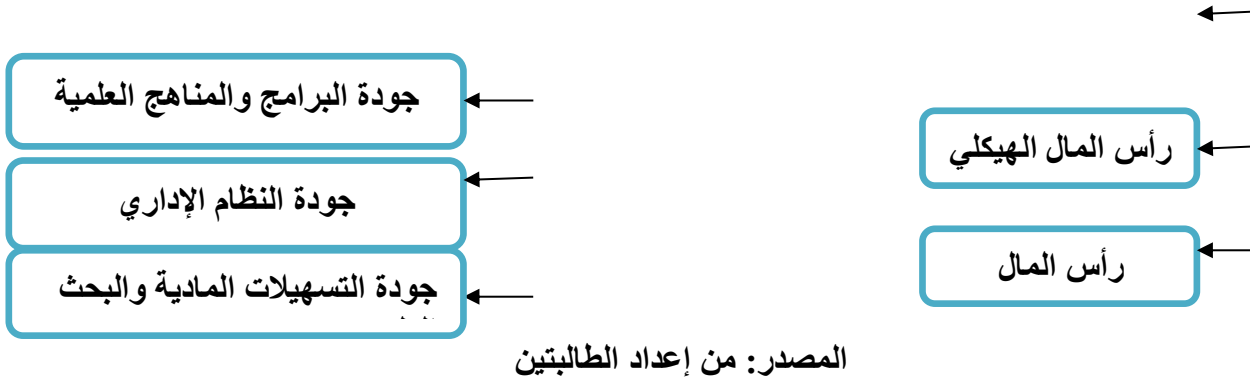 جودة البرامج والمناهج العلمية
رأس المال الهيكلي
جودة النظام الإداري
رأس المال
جودة التسهيلات المادية والبحث
المصدر: من إعداد الطالبتين